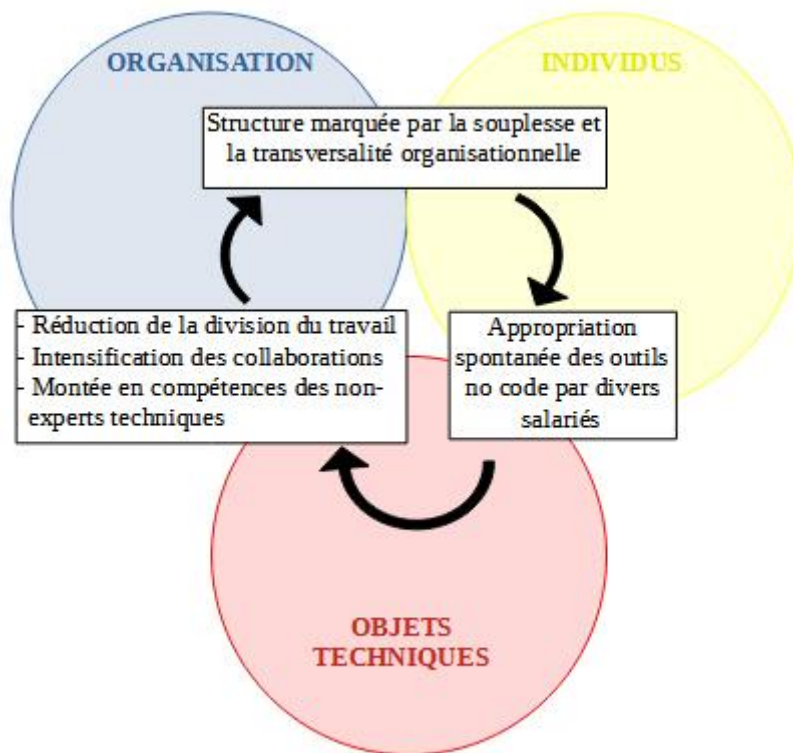 ORGANISATION
INDIVIDUS
Structure marquée par la souplesse et
la transversalité organisationnelle
- Réduction de la division du travail
- Intensification des collaborations
- Montée en compétences des non-
experts techniques
Appropriation
spontanée des outils
no code par divers
salariés
OBJETS
TECHNIQUES